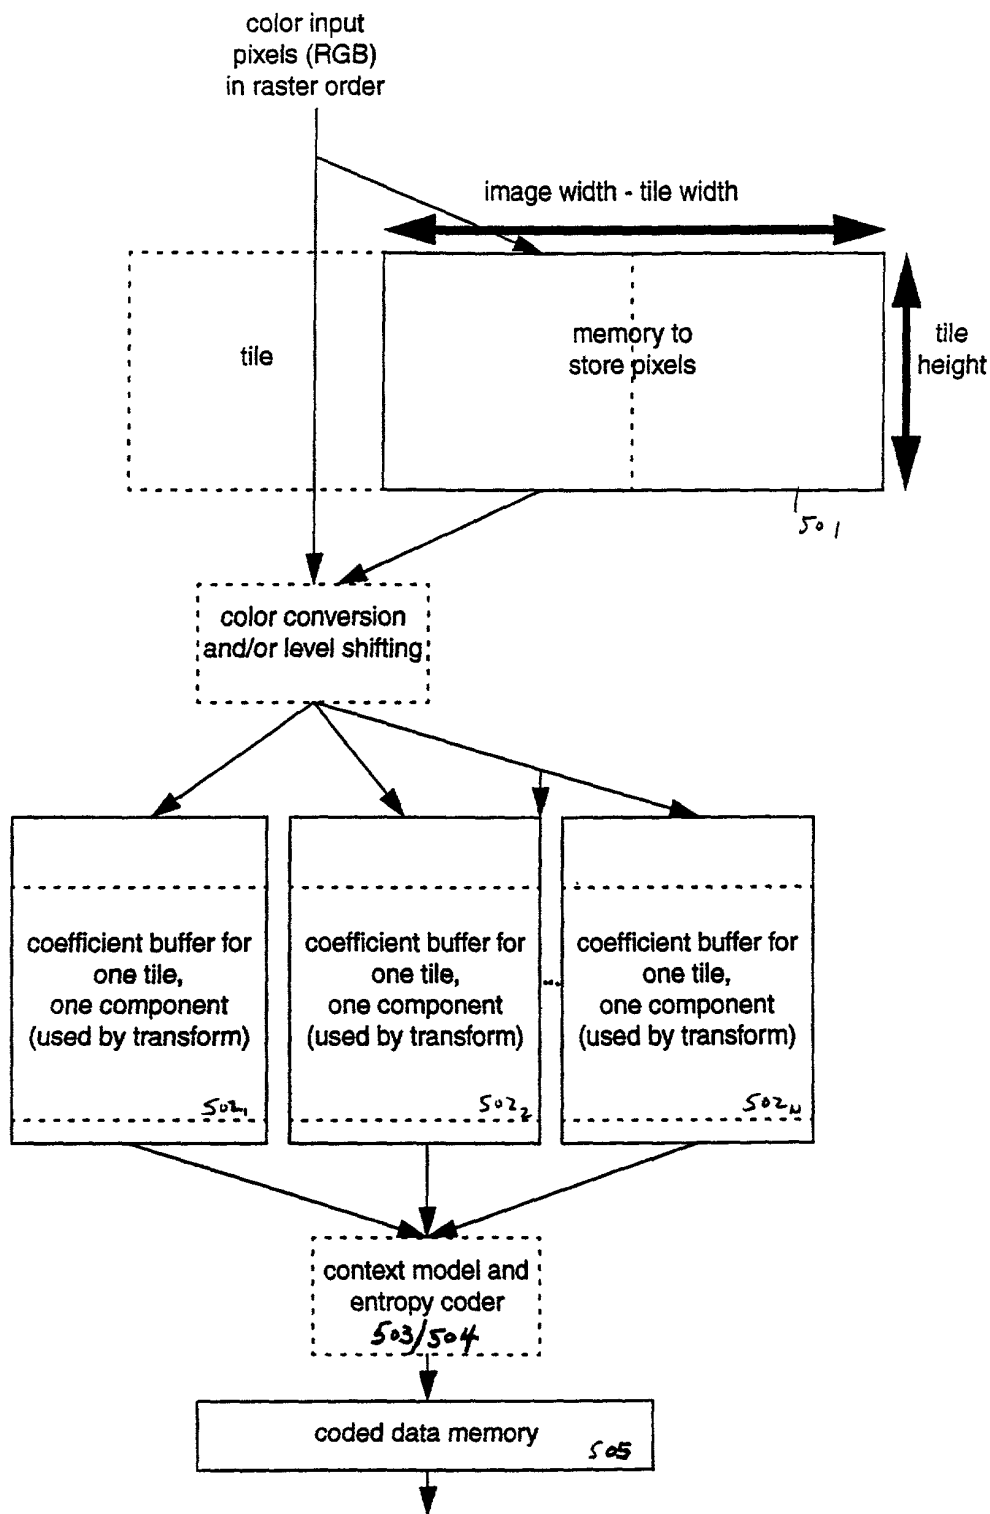 color input
pixels (RGB)
in raster order
image width - tile width
tile
memory to
store pixels
tile
height
501
color conversion
and/or level shifting
coefficient buffer for
one tile,
one component
(used by transform)
502₁
coefficient buffer for
one tile,
one component
(used by transform)
502₂
...
coefficient buffer for
one tile,
one component
(used by transform)
502N
context model and
entropy coder
503/504
coded data memory
505